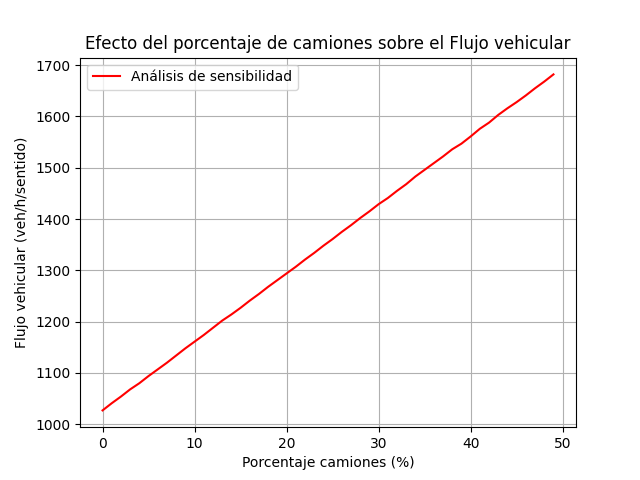 Efecto del porcentaje de camiones sobre el Flujo vehicular
Análisis de sensibilidad
Flujo vehicular (veh/h/sentido)
1700
1600
1500
1400
1300
1200
1100
1000
0 10 20 30 40 50
Porcentaje camiones (%)